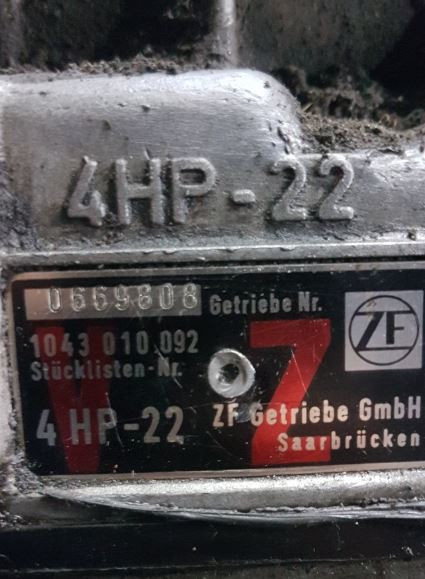 4HP-22
0669808 Getriebe Nr.
ZF
1043 010 092
Stücklisten-Nr.
V Z
4 HP-22 ZF Getriebe GmbH
Saarbrücken